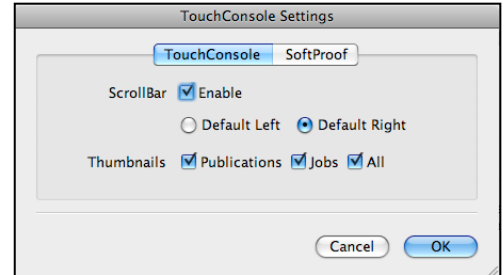 TouchConsole Settings
TouchConsole SoftProof
ScrollBar Enable
Default Left Default Right
Thumbnails Publications Jobs All
Cancel OK